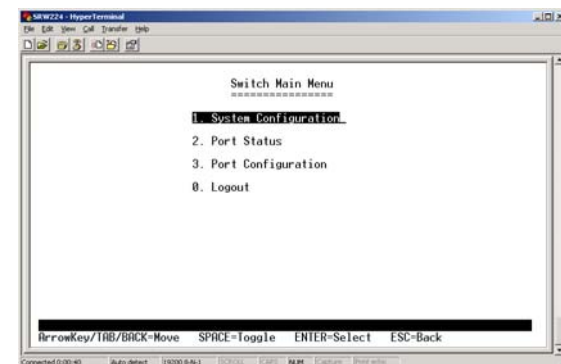 SRW224 - HyperTerminal
File Edit View Call Transfer Help
Switch Main Menu
================
1. System Configuration
2. Port Status
3. Port Configuration
0. Logout
ArrowKey/TAB/BACK=Move SPACE=Toggle ENTER=Select ESC=Back
Connected 0:00:40 Auto detect 19200 8-N-1 SCROLL CAPS NUM Capture Print echo